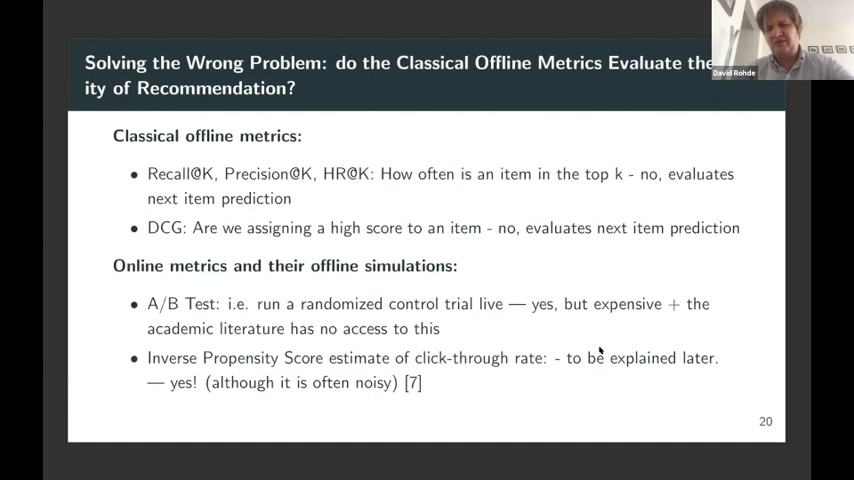 Solving the Wrong Problem: do the Classical Offline Metrics Evaluate the
ity of Recommendation?
David Rohde
Classical offline metrics:
• Recall@K, Precision@K, HR@K: How often is an item in the top k - no, evaluates
next item prediction
• DCG: Are we assigning a high score to an item - no, evaluates next item prediction
Online metrics and their offline simulations:
• A/B Test: i.e. run a randomized control trial live — yes, but expensive + the
academic literature has no access to this
• Inverse Propensity Score estimate of click-through rate: - to be explained later.
— yes! (although it is often noisy) [7]
20